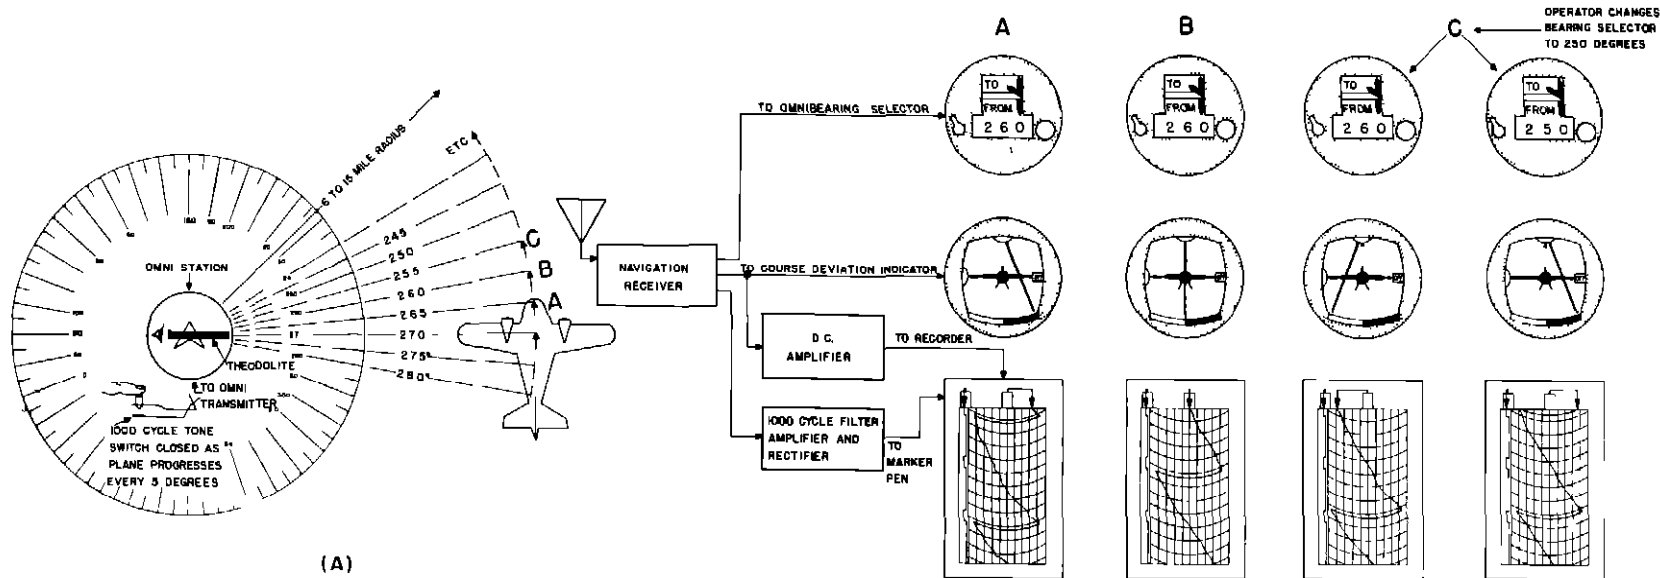 A
B
C
OPERATOR CHANGES
BEARING SELECTOR
TO 250 DEGREES
TO
FROM
260
TO
FROM
260
TO
FROM
260
TO
FROM
250
TO OMNIBEARING SELECTOR
6 TO 15 MILE RADIUS
ETC
245
250
255
260
265
270
275°
280°
C
B
A
OMNI STATION
THEODOLITE
TO OMNI
TRANSMITTER
1000 CYCLE TONE
SWITCH CLOSED AS
PLANE PROGRESSES
EVERY 5 DEGREES
NAVIGATION
RECEIVER
TO COURSE DEVIATION INDICATOR
D.C.
AMPLIFIER
TO RECORDER
1000 CYCLE FILTER
AMPLIFIER AND
RECTIFIER
TO
MARKER
PEN
(A)